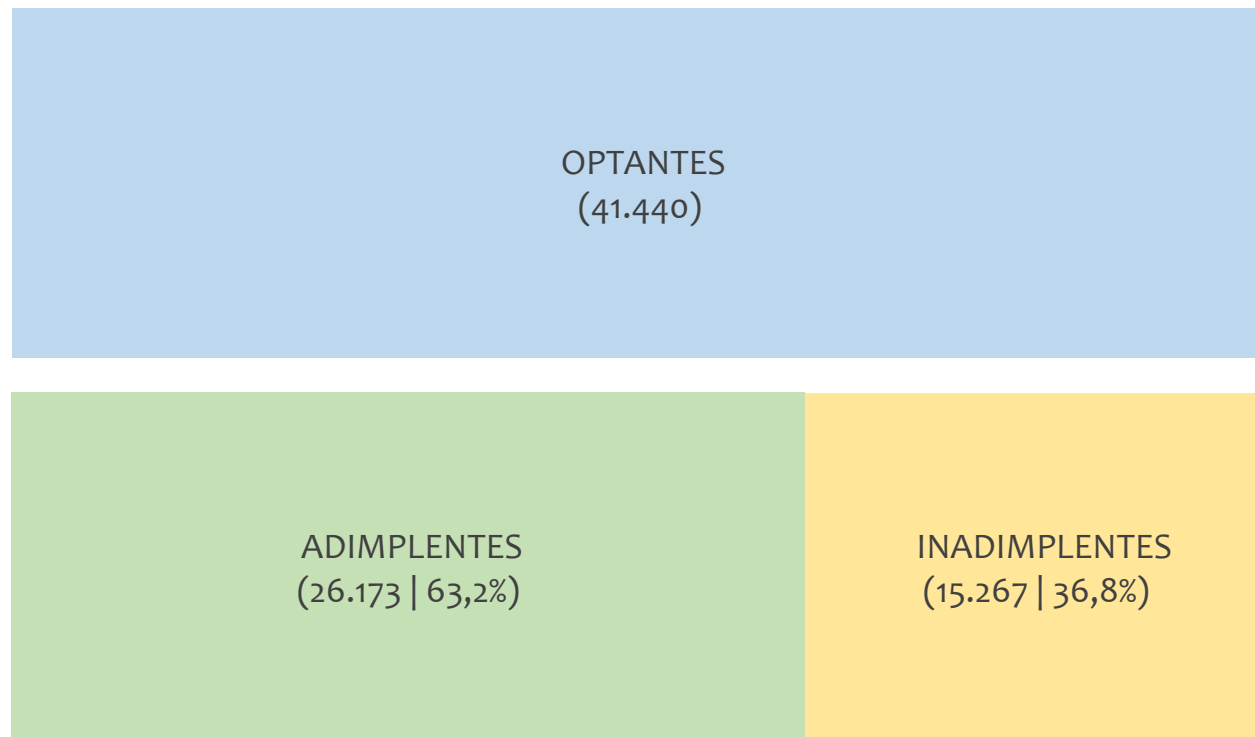 OPTANTES
(41.440)
ADIMPLENTES
(26.173 | 63,2%)
INADIMPLENTES
(15.267 | 36,8%)